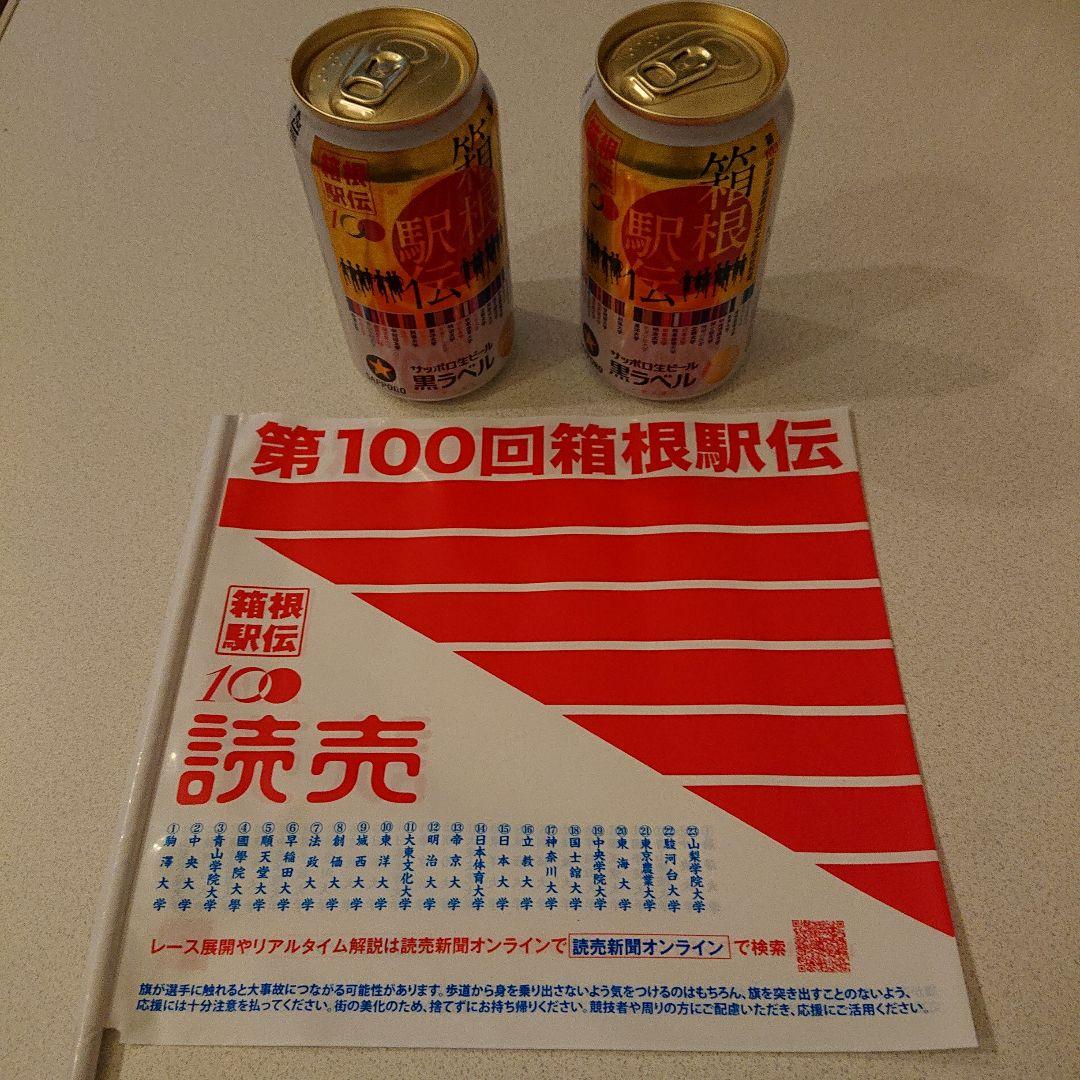 箱根
駅伝
100
箱根
駅伝
SAPPORO
サッポロ生ビール
黒ラベル
箱根
駅伝
サッポロ生ビール
黒ラベル
第100回箱根駅伝
箱根
駅伝
100
読売
①駒澤大学
②中央大学
③青山学院大学
④國學院大學
⑤順天堂大学
⑥早稲田大学
⑦法政大学
⑧創価大学
⑨城西大学
⑩東洋大学
⑪大東文化大学
⑫明治大学
⑬帝京大学
⑭日本体育大学
⑮日本大学
⑯立教大学
⑰神奈川大学
⑱国士舘大学
⑲中央学院大学
⑳東海大学
㉑東京農業大学
㉒駿河台大学
㉓山梨学院大学
レース展開やリアルタイム解説は読売新聞オンラインで 読売新聞オンライン で検索
旗が選手に触れると大事故につながる可能性があります。歩道から身を乗り出さないよう気をつけるのはもちろん、旗を突き出すことのないよう、
応援には十分注意を払ってください。街の美化のため、捨てずにお持ち帰りください。競技者や周りの方にご配慮いただき、応援にご活用ください。